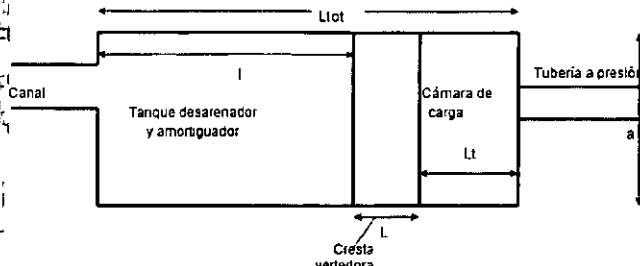 Ltot
l
Canal
Tanque desarenador
y amortiguador
Cámara de
carga
Tubería a presión
a
Lt
L
Cresta
vertedora